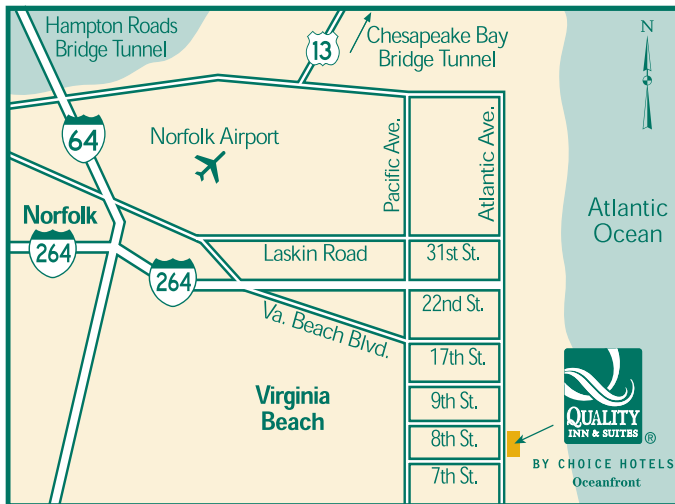 Hampton Roads
Bridge Tunnel
13
Chesapeake Bay
Bridge Tunnel
N
64
Norfolk Airport
Pacific Ave.
Atlantic Ave.
Norfolk
264
264
Laskin Road
31st St.
Atlantic
Ocean
22nd St.
Va. Beach Blvd.
17th St.
Virginia
Beach
9th St.
8th St.
7th St.
QUALITY
INN & SUITES ®
BY CHOICE HOTELS
Oceanfront